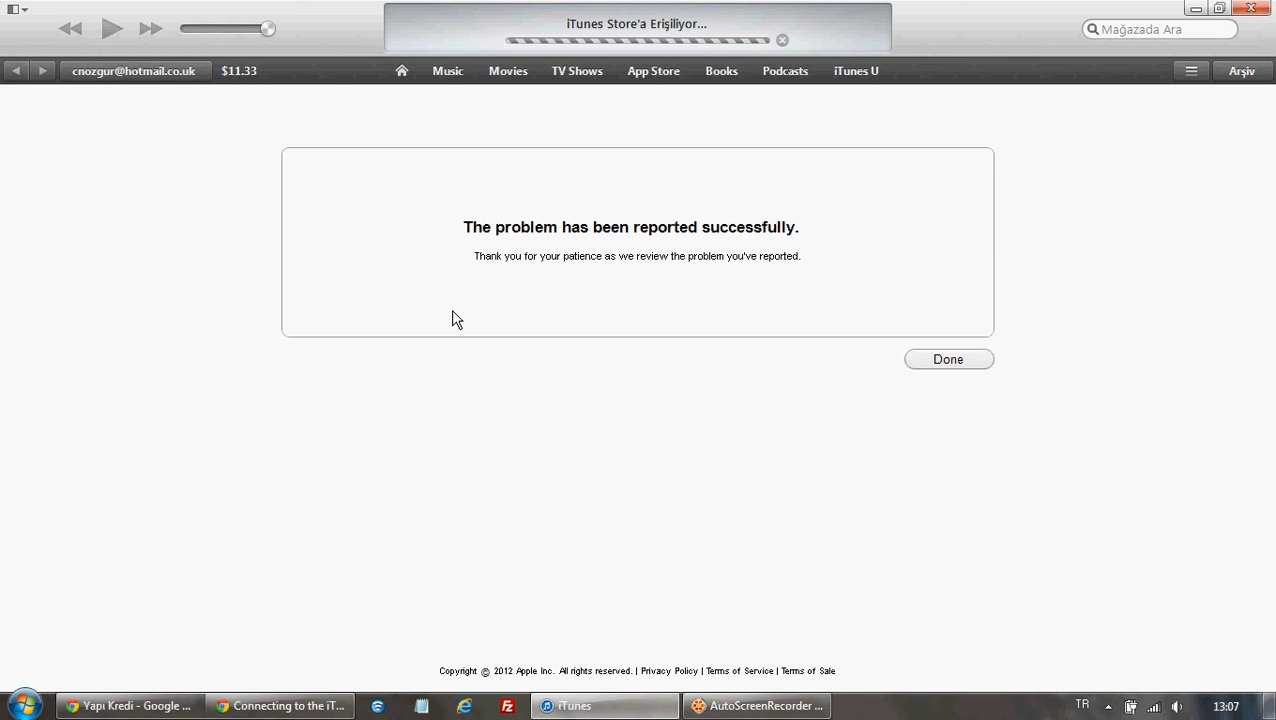 iTunes Store'a Erişiliyor...
Mağazada Ara
cnozgur@hotmail.co.uk $11.33 Music Movies TV Shows App Store Books Podcasts iTunes U Arşiv
The problem has been reported successfully.
Thank you for your patience as we review the problem you've reported.
Done
Copyright © 2012 Apple Inc. All rights reserved. | Privacy Policy | Terms of Service | Terms of Sale
Yapı Kredi - Google ... Connecting to the iT... iTunes AutoScreenRecorder ... TR 13:07